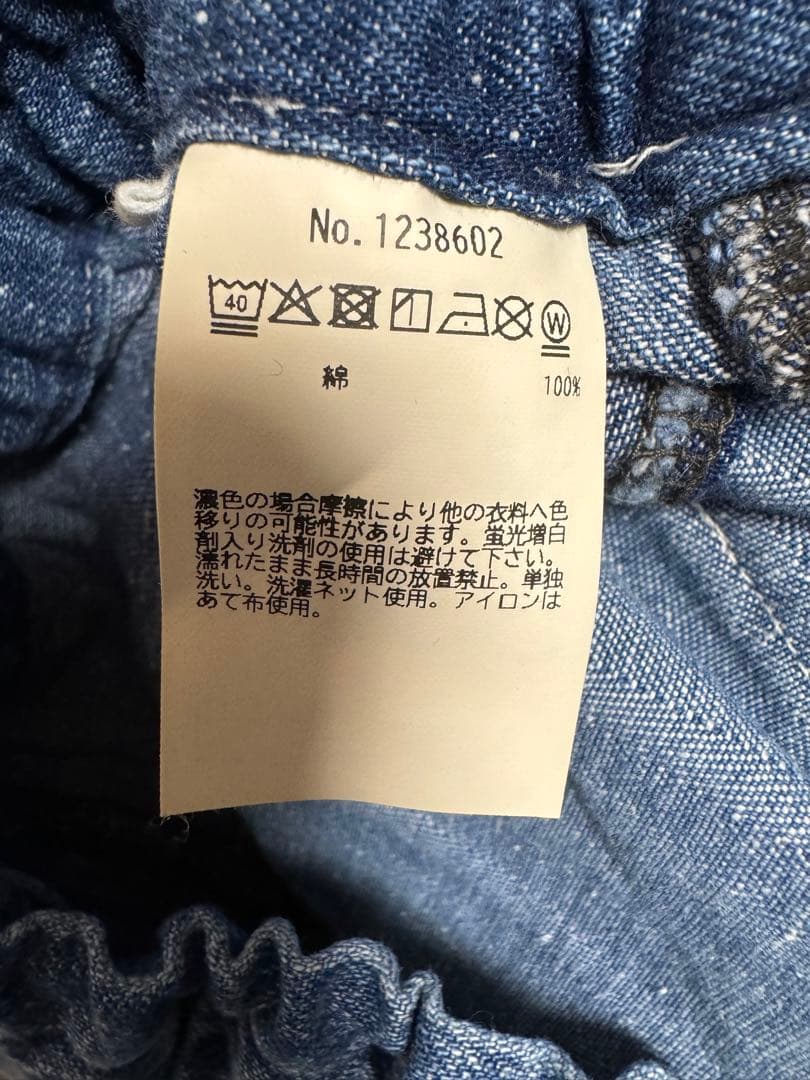 No. 1238602
40 W
綿 100%
濃色の場合摩擦により他の衣料へ色
移りの可能性があります。蛍光増白
剤入り洗剤の使用は避けて下さい。
濡れたまま長時間の放置禁止。単独
洗い。洗濯ネット使用。アイロンは
あて布使用。